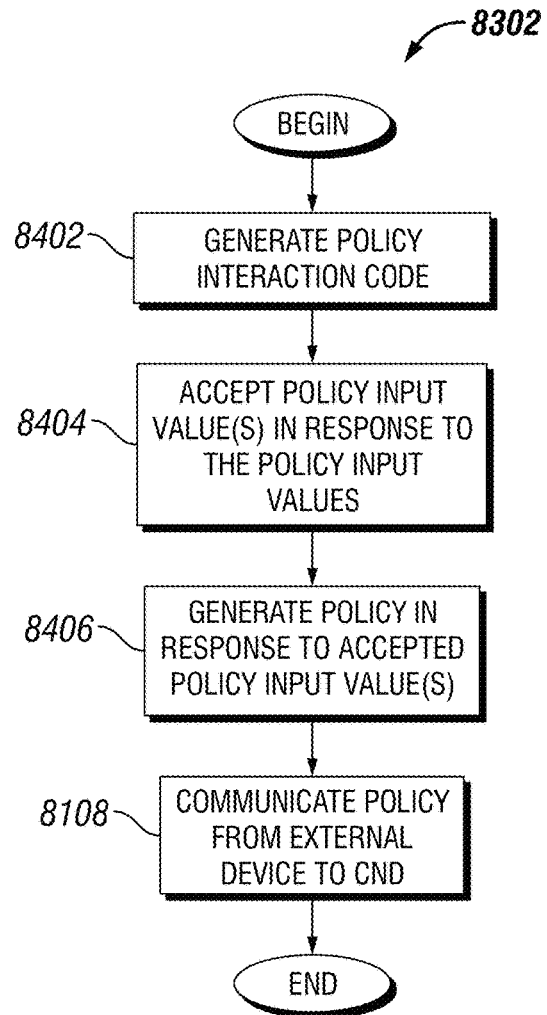 8302
BEGIN
8402
GENERATE POLICY
INTERACTION CODE
8404
ACCEPT POLICY INPUT
VALUE(S) IN RESPONSE TO
THE POLICY INPUT
VALUES
8406
GENERATE POLICY IN
RESPONSE TO ACCEPTED
POLICY INPUT VALUE(S)
8108
COMMUNICATE POLICY
FROM EXTERNAL
DEVICE TO CND
END